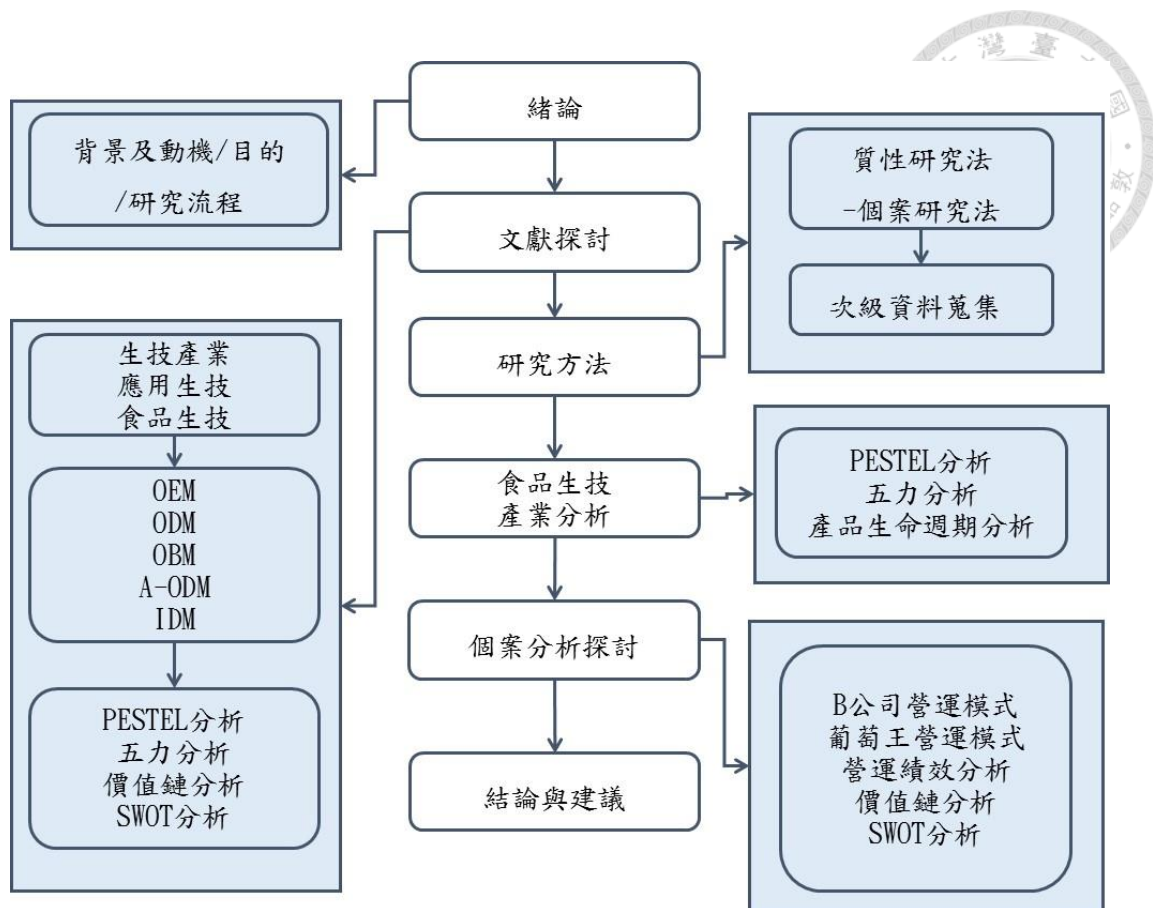 緒論
背景及動機/目的
/研究流程
文獻探討
生技產業
應用生技
食品生技
OEM
ODM
OBM
A-ODM
IDM
PESTEL分析
五力分析
價值鏈分析
SWOT分析
研究方法
質性研究法
-個案研究法
次級資料蒐集
食品生技
產業分析
PESTEL分析
五力分析
產品生命週期分析
個案分析探討
B公司營運模式
葡萄王營運模式
營運績效分析
價值鏈分析
SWOT分析
結論與建議
灣臺
國
敦